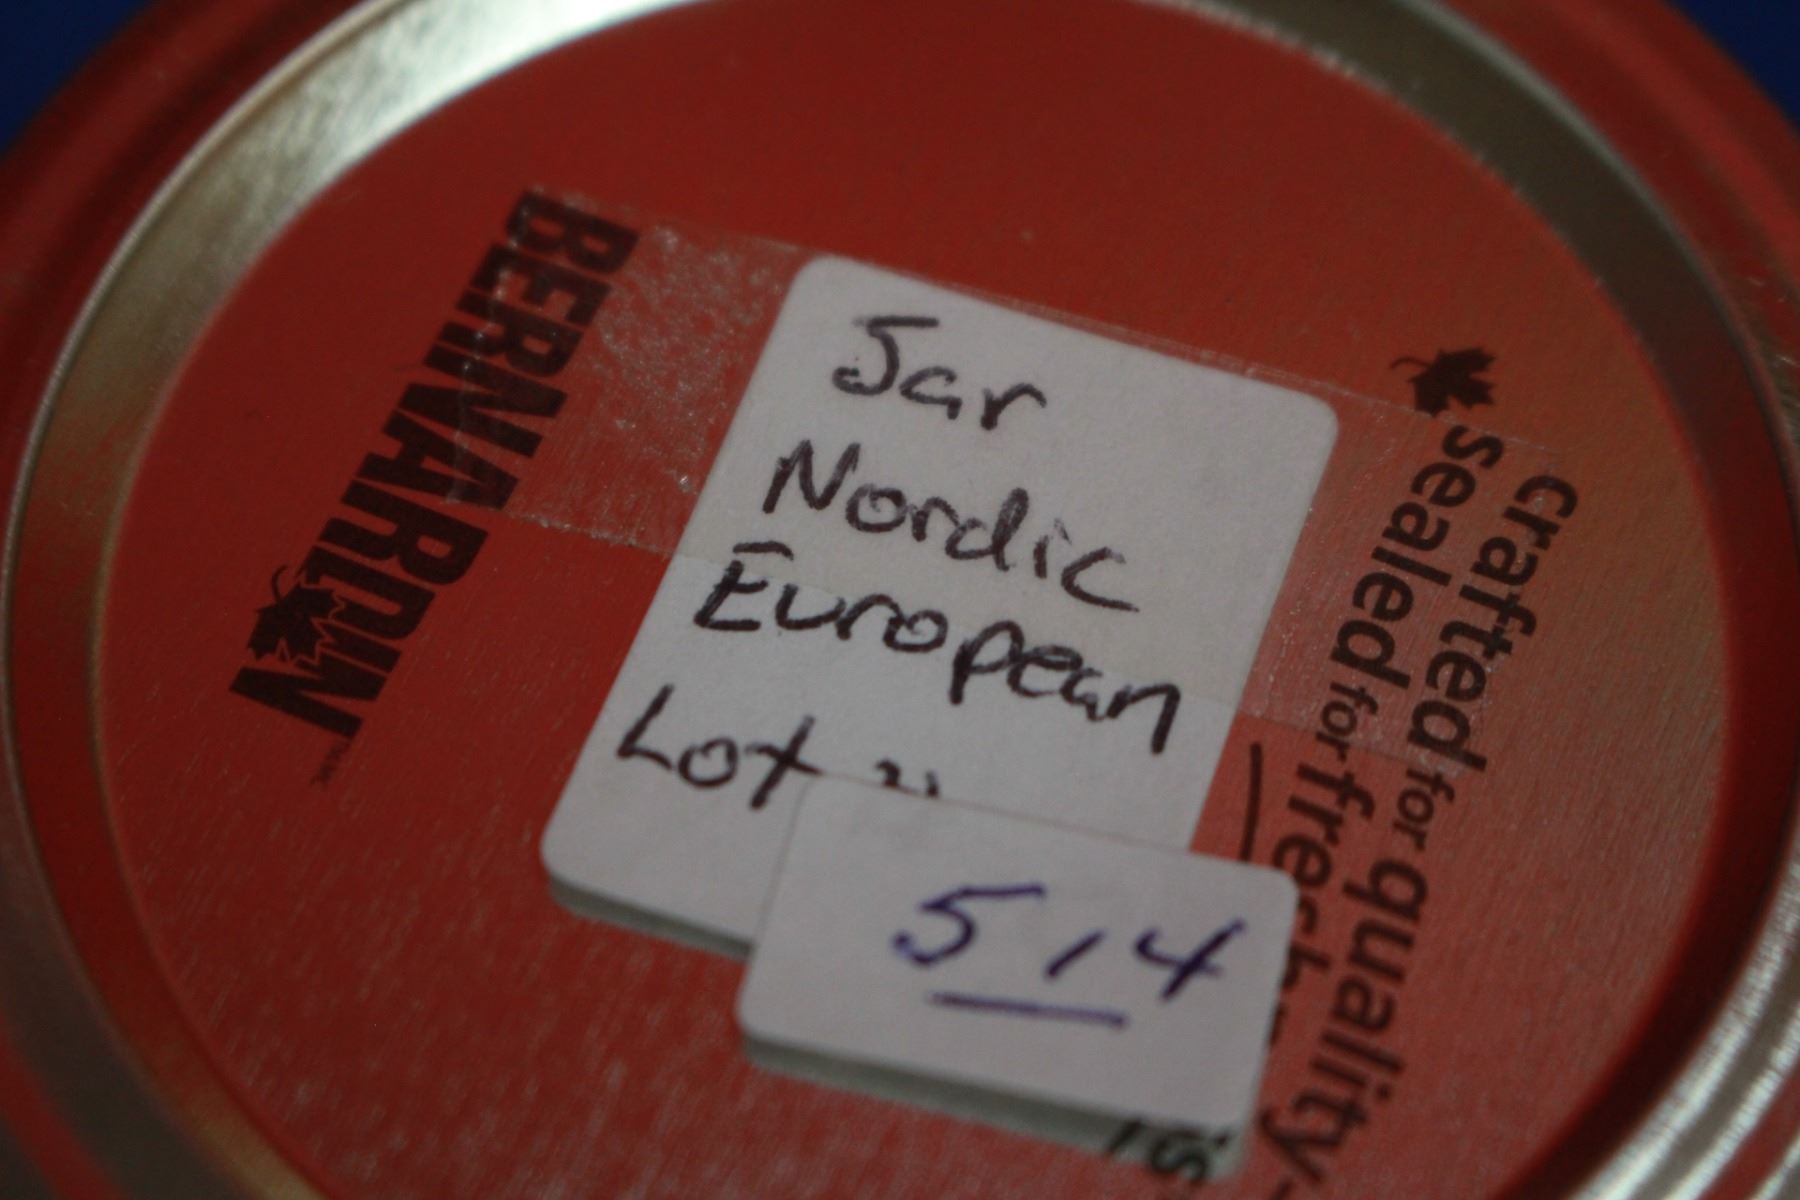 BERNARDIN
Jar
Nordic
European
Lot
514
crafted for quality
sealed for fresh